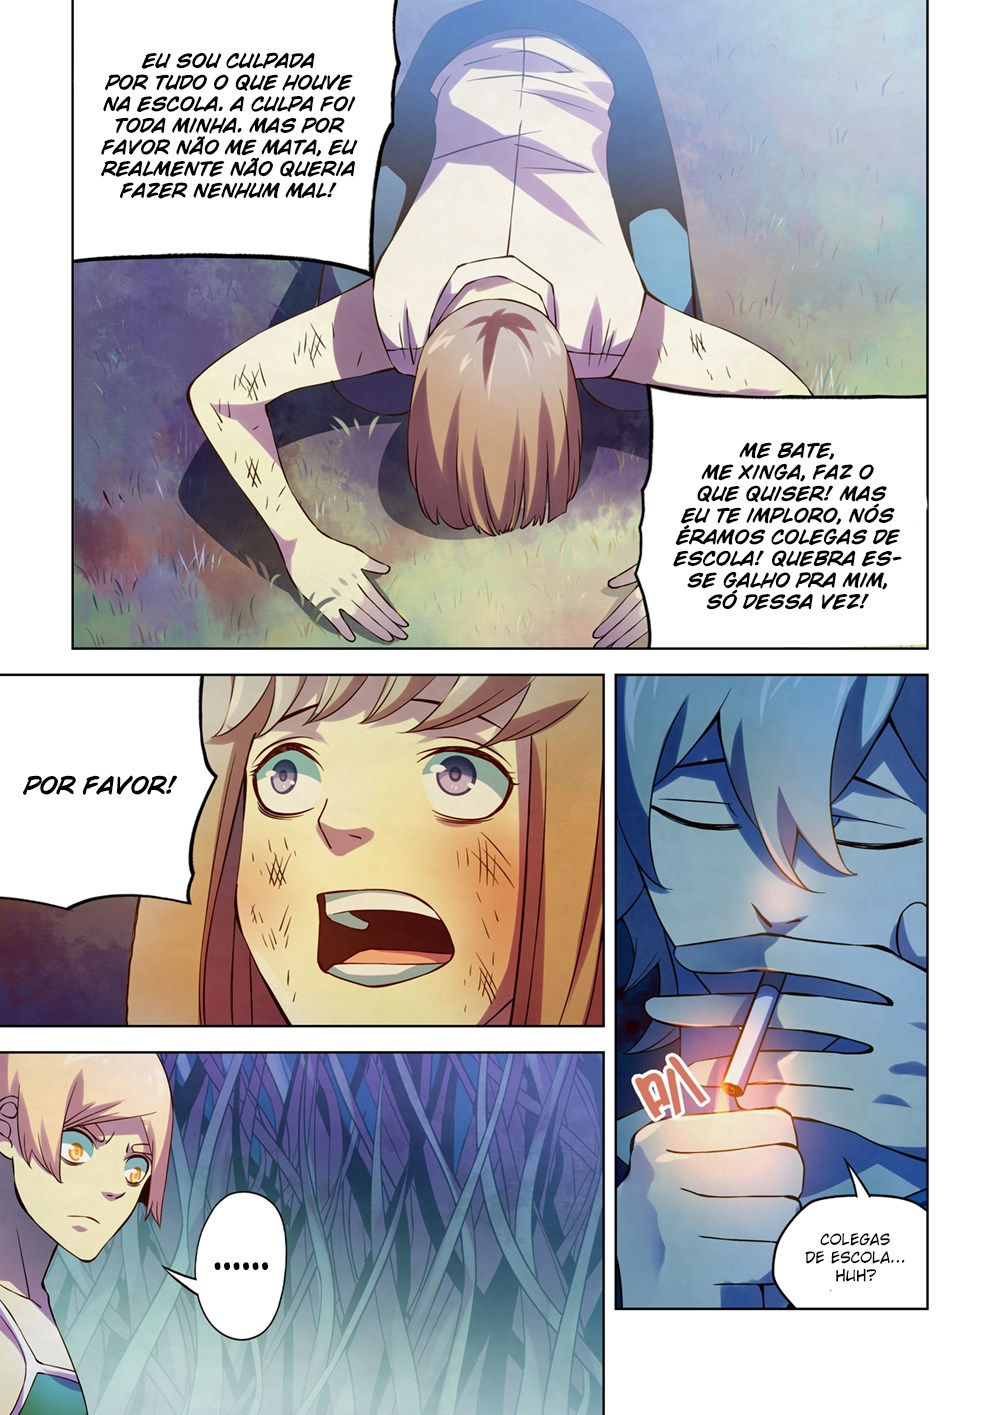 EU SOU CULPADA
POR TUDO O QUE HOUVE
NA ESCOLA. A CULPA FOI
TODA MINHA. MAS POR
FAVOR NÃO ME MATA, EU
REALMENTE NÃO QUERIA
FAZER NENHUM MAL!
ME BATE,
ME XINGA, FAZ O
QUE QUISER! MAS
EU TE IMPLORO, NÓS
ÉRAMOS COLEGAS DE
ESCOLA! QUEBRA ES-
SE GALHO PRA MIM,
SÓ DESSA VEZ!
POR FAVOR!
COLEGAS
DE ESCOLA...
HUH?
......